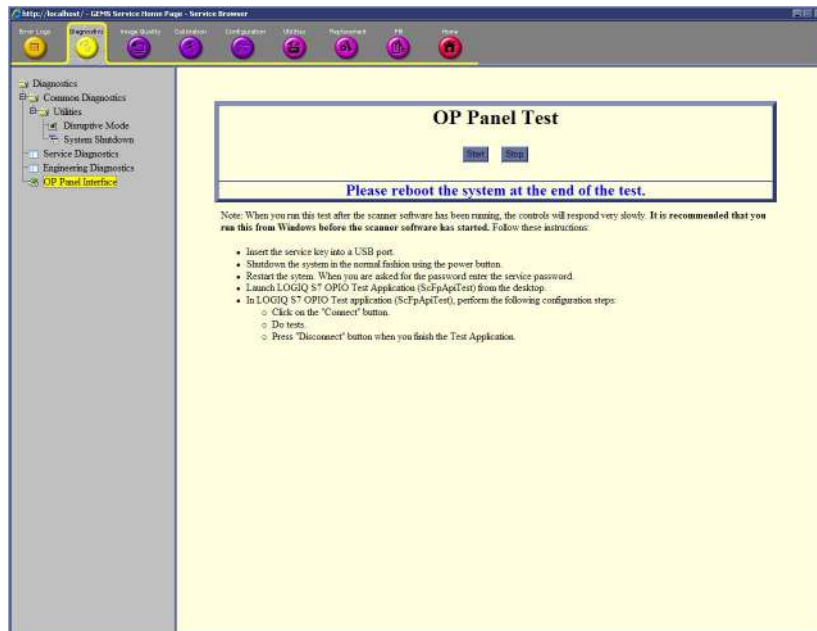 http://localhost/ - GEMS Service Home Page - Service Browser
Error Logs Diagnostics Image Quality Calibration Configuration Utilities Replacement PM Home
Diagnostics
Common Diagnostics
Utilities
Disruptive Mode
System Shutdown
Service Diagnostics
Engineering Diagnostics
OP Panel Interface
OP Panel Test
Start Stop
Please reboot the system at the end of the test.
Note: When you run this test after the scanner software has been running, the controls will respond very slowly. It is recommended that you
run this from Windows before the scanner software has started. Follow these instructions:
• Insert the service key into a USB port.
• Shutdown the system in the normal fashion using the power button.
• Restart the sytem. When you are asked for the password enter the service password.
• Launch LOGIQ S7 OPIO Test Application (ScFpApiTest) from the desktop.
• In LOGIQ S7 OPIO Test application (ScFpApiTest), perform the following configuration steps:
○ Click on the "Connect" button.
○ Do tests.
○ Press "Disconnect" button when you finish the Test Application.